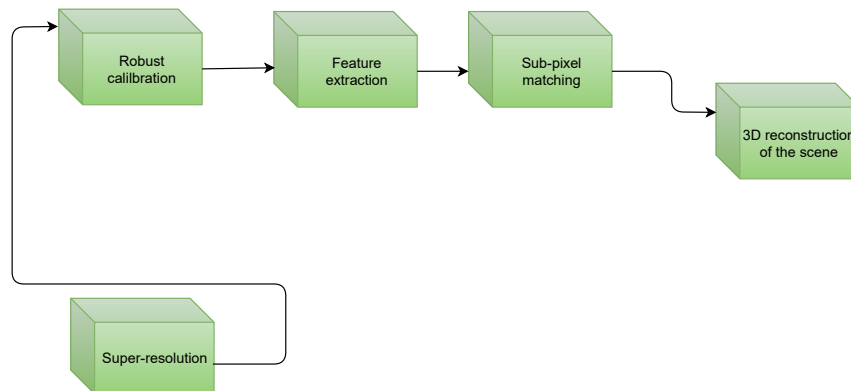 Robust
calilbration
Feature
extraction
Sub-pixel
matching
3D reconstruction
of the scene
Super-resolution